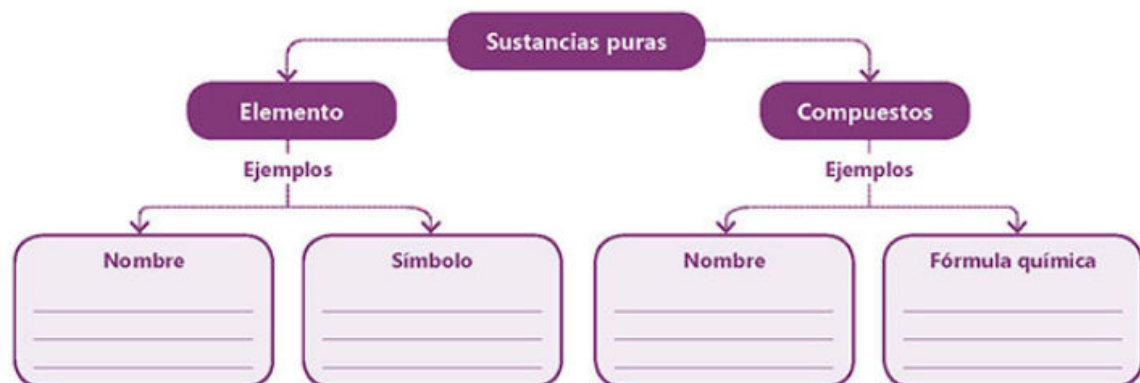 Sustancias puras
Elemento
Compuestos
Ejemplos
Ejemplos
Nombre
Símbolo
Nombre
Fórmula química